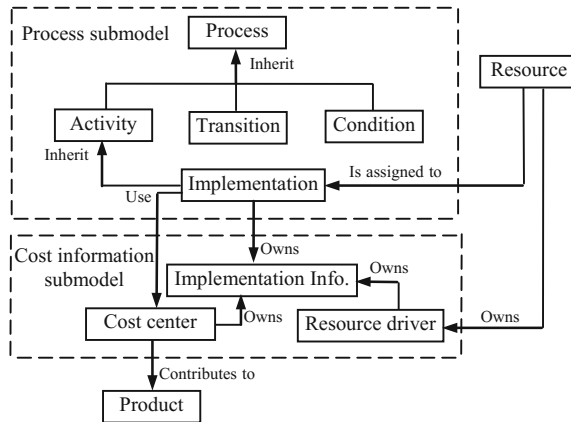 Process submodel
Process
Inherit
Resource
Activity
Transition
Condition
Inherit
Is assigned to
Implementation
Use
Owns
Cost information
submodel
Implementation Info.
Owns
Cost center
Owns
Resource driver
Owns
Contributes to
Product